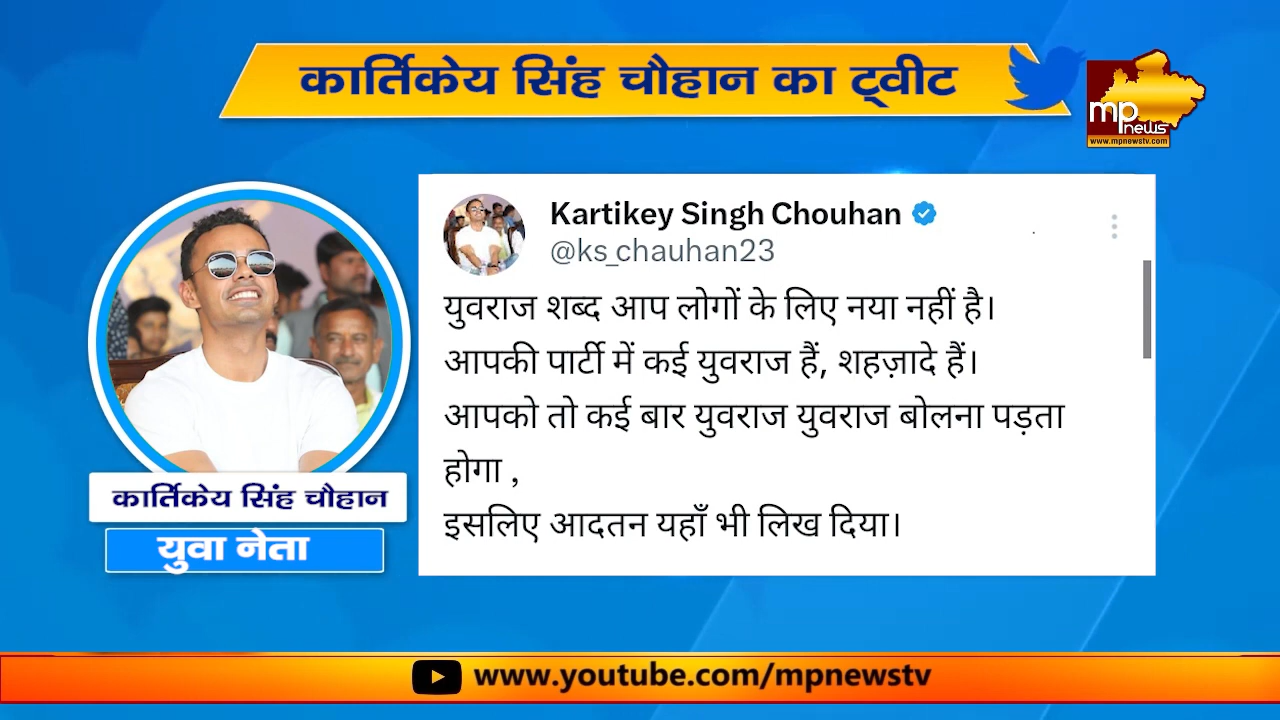 कार्तिकेय सिंह चौहान का ट्वीट
mp
news
www.mpnewstv.com
Kartikey Singh Chouhan
@ks_chauhan23
युवराज शब्द आप लोगों के लिए नया नहीं है।
आपकी पार्टी में कई युवराज हैं, शहज़ादे हैं।
आपको तो कई बार युवराज युवराज बोलना पड़ता
होगा ,
इसलिए आदतन यहाँ भी लिख दिया।
कार्तिकेय सिंह चौहान
युवा नेता
www.youtube.com/mpnewstv